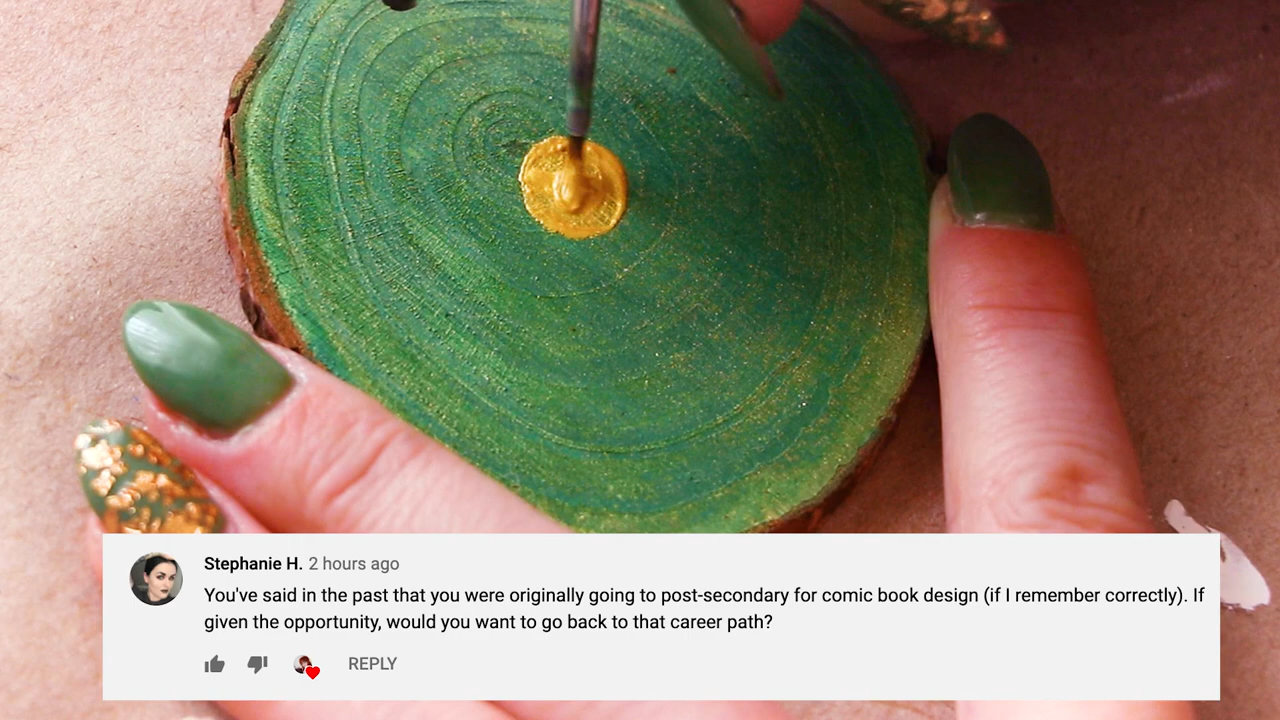 Stephanie H. 2 hours ago
You've said in the past that you were originally going to post-secondary for comic book design (if I remember correctly). If
given the opportunity, would you want to go back to that career path?
REPLY